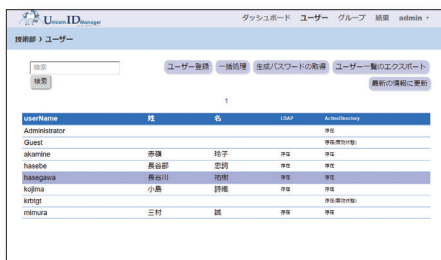 Unicorn ID Manager
ダッシュボード ユーザー グループ 結果 admin
技術部 › ユーザー
検索 ユーザー登録 一括処理 生成パスワードの取得 ユーザー一覧のエクスポート
検索 最新の情報に更新
1
userName 姓 名 LDAP ActiveDirectory
Administrator 存在
Guest 存在(無効状態)
akamine 赤嶺 玲子 存在 存在
hasebe 長谷部 忠詞 存在 存在
hasegawa 長谷川 祐樹 存在 存在
kojima 小島 詩織 存在 存在
krbtgt 存在(無効状態)
mimura 三村 誠 存在 存在